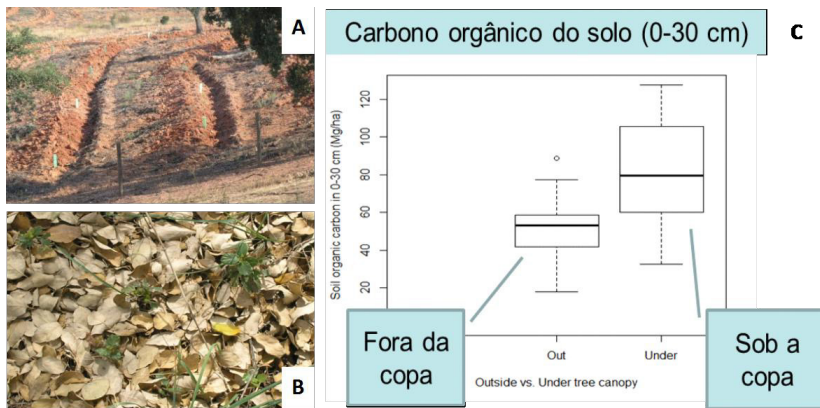 A
B
Carbono orgânico do solo (0-30 cm)
C
Soil organic carbon in 0-30 cm (Mg/ha)
120
100
80
60
40
20
Out
Under
Outside vs. Under tree canopy
Fora da
copa
Sob a
copa